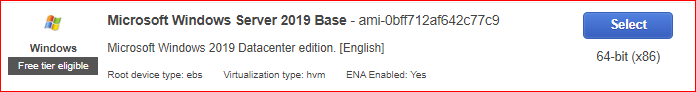 Microsoft Windows Server 2019 Base - ami-0bff712af642c77c9
Select
Windows
Microsoft Windows 2019 Datacenter edition. [English]
64-bit (x86)
Free tier eligible
Root device type: ebs Virtualization type: hvm ENA Enabled: Yes